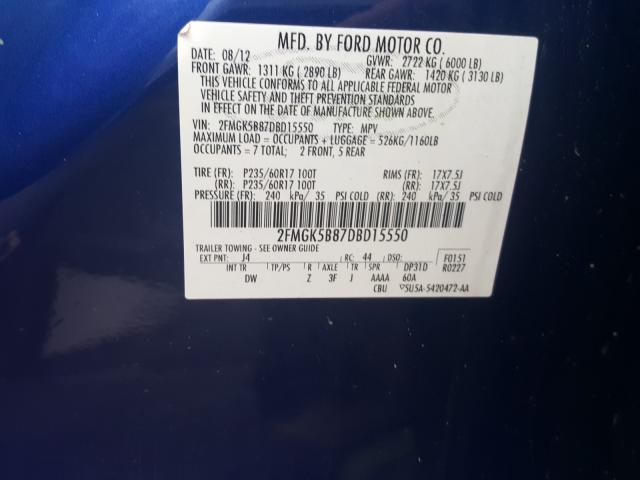 MFD. BY FORD MOTOR CO.
DATE: 08/12 GVWR: 2722 KG ( 6000 LB)
FRONT GAWR: 1311 KG ( 2890 LB) REAR GAWR: 1420 KG ( 3130 LB)
THIS VEHICLE CONFORMS TO ALL APPLICABLE FEDERAL MOTOR
VEHICLE SAFETY AND THEFT PREVENTION STANDARDS
IN EFFECT ON THE DATE OF MANUFACTURE SHOWN ABOVE.
VIN: 2FMGK5B87DBD15550 TYPE: MPV
MAXIMUM LOAD = OCCUPANTS + LUGGAGE = 526KG/1160LB
OCCUPANTS = 7 TOTAL; 2 FRONT, 5 REAR
TIRE (FR): P235/60R17 100T RIMS (FR): 17X7.5J
(RR): P235/60R17 100T (RR): 17X7.5J
PRESSURE (FR): 240 kPa/ 35 PSI COLD (RR): 240 kPa/ 35 PSI COLD
2FMGK5B87DBD15550
TRAILER TOWING - SEE OWNER GUIDE
EXT PNT: J4 RC: 44 DSO: F0151
INT TR TP/PS R AXLE TR SPR DP31D R0227
DW Z 3F J AAAA 60A
CBU 5U5A-5420472-AA